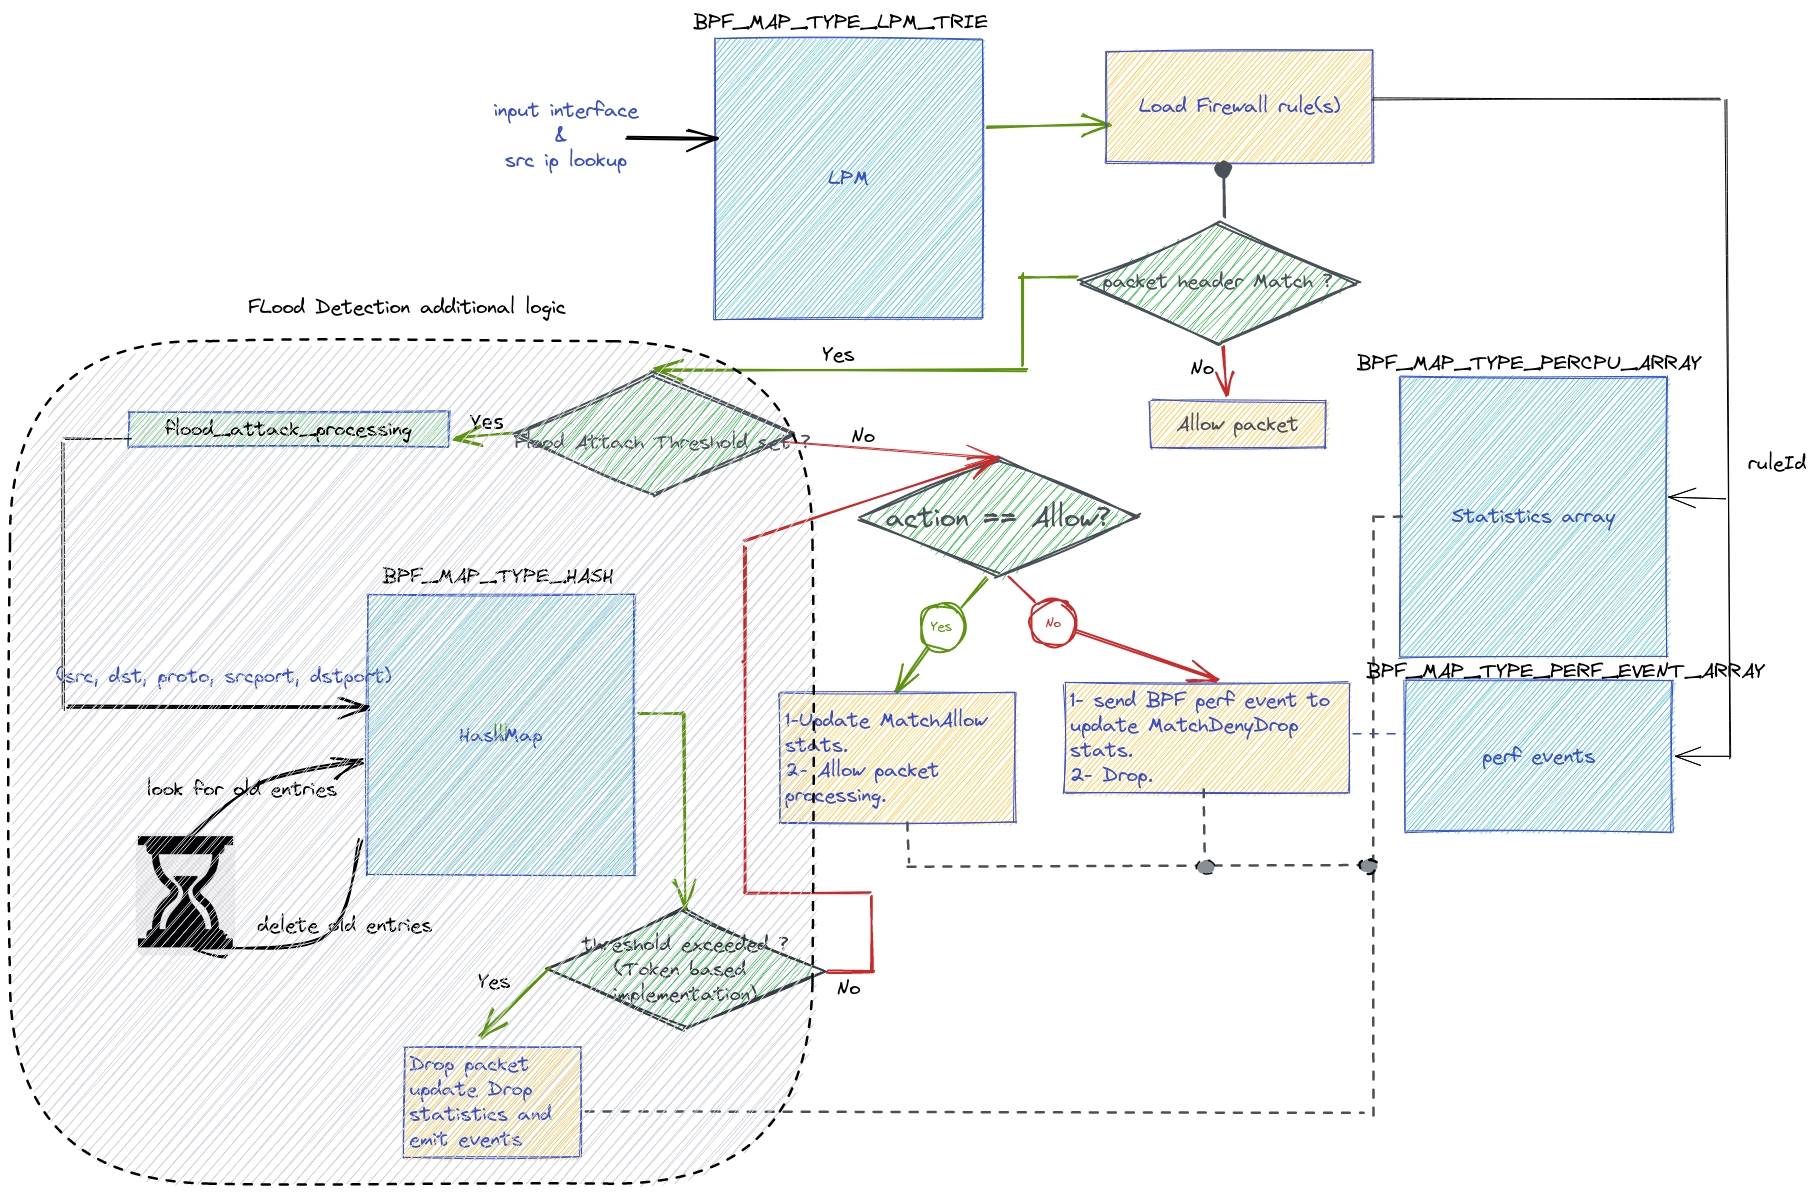 BPF_MAP_TYPE_LPM_TRIE
input interface
&
src ip lookup
LPM
Load Firewall rule(s)
packet header Match ?
FLood Detection additional logic
Yes
No
Allow packet
BPF_MAP_TYPE_PERCPU_ARRAY
flood_attack_processing
Yes
Flood Attach Threshold set ?
No
action == Allow?
ruleId
Statistics array
BPF_MAP_TYPE_HASH
Yes
No
(src, dst, proto, srcport, dstport)
HashMap
1-Update MatchAllow
stats.
2- Allow packet
processing.
1- send BPF perf event to
update MatchDenyDrop
stats.
2- Drop.
BPF_MAP_TYPE_PERF_EVENT_ARRAY
perf events
look for old entries
delete old entries
threshold exceeded ?
(Token based
implementation)
Yes
No
Drop packet
update Drop
statistics and
emit events